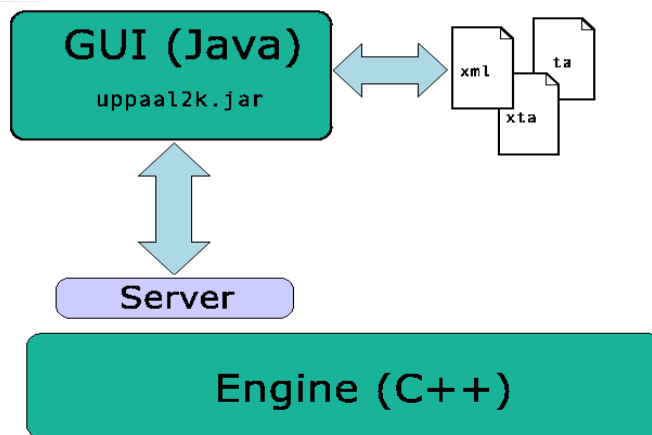 GUI (Java)
uppaal2k.jar
xml
ta
xta
Server
Engine (C++)